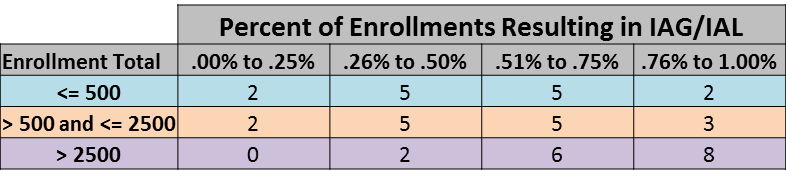 Percent of Enrollments Resulting in IAG/IAL
Enrollment Total .00% to .25% .26% to .50% .51% to .75% .76% to 1.00%
<= 500 2 5 5 2
> 500 and <= 2500 2 5 5 3
> 2500 0 2 6 8